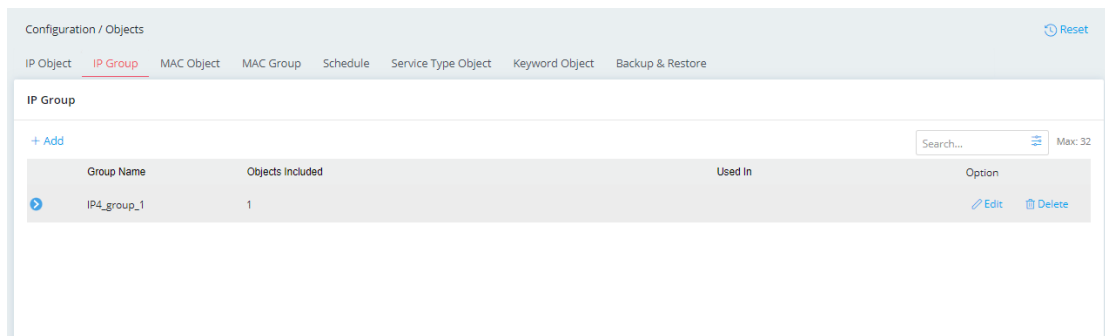 Configuration / Objects Reset
IP Object IP Group MAC Object MAC Group Schedule Service Type Object Keyword Object Backup & Restore
IP Group
+ Add Search... Max: 32
Group Name Objects Included Used In Option
IP4_group_1 1 Edit Delete